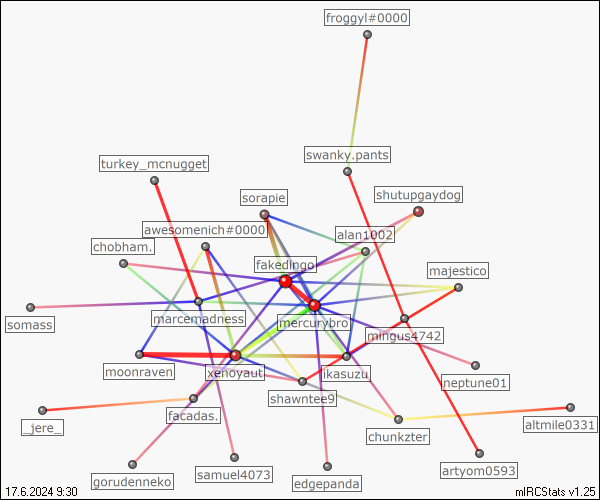 froggyl#0000
swanky.pants
turkey_mcnugget
shutupgaydog
sorapie
awesomenich#0000
alan1002
chobham.
fakedingo
majestico
marcemadness
mercurybro
somass
mingus4742
moonraven
xenoyaut.
ikasuzu
neptune01
shawntee9
_jere_
facadas.
chunkzter
altmile0331
gorudenneko
samuel4073
edgepanda
artyom0593
17.6.2024 9:30
mIRCStats v1.25